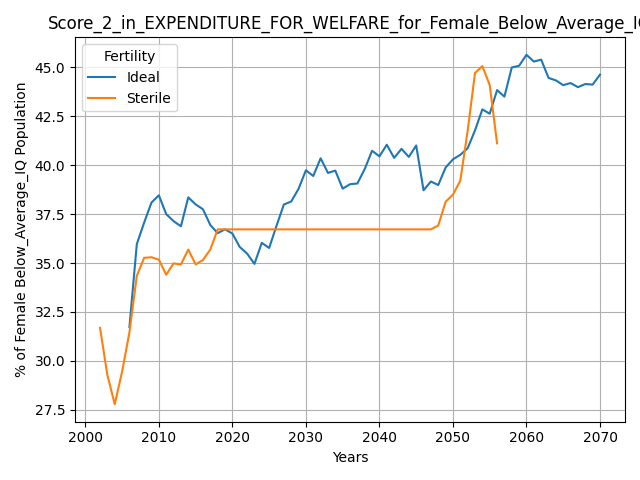 Score_2_in_EXPENDITURE_FOR_WELFARE_for_Female_Below_Average_IQ
Fertility
Ideal
Sterile
45.0
42.5
40.0
37.5
35.0
32.5
30.0
27.5
% of Female Below_Average_IQ Population
2000 2010 2020 2030 2040 2050 2060 2070
Years